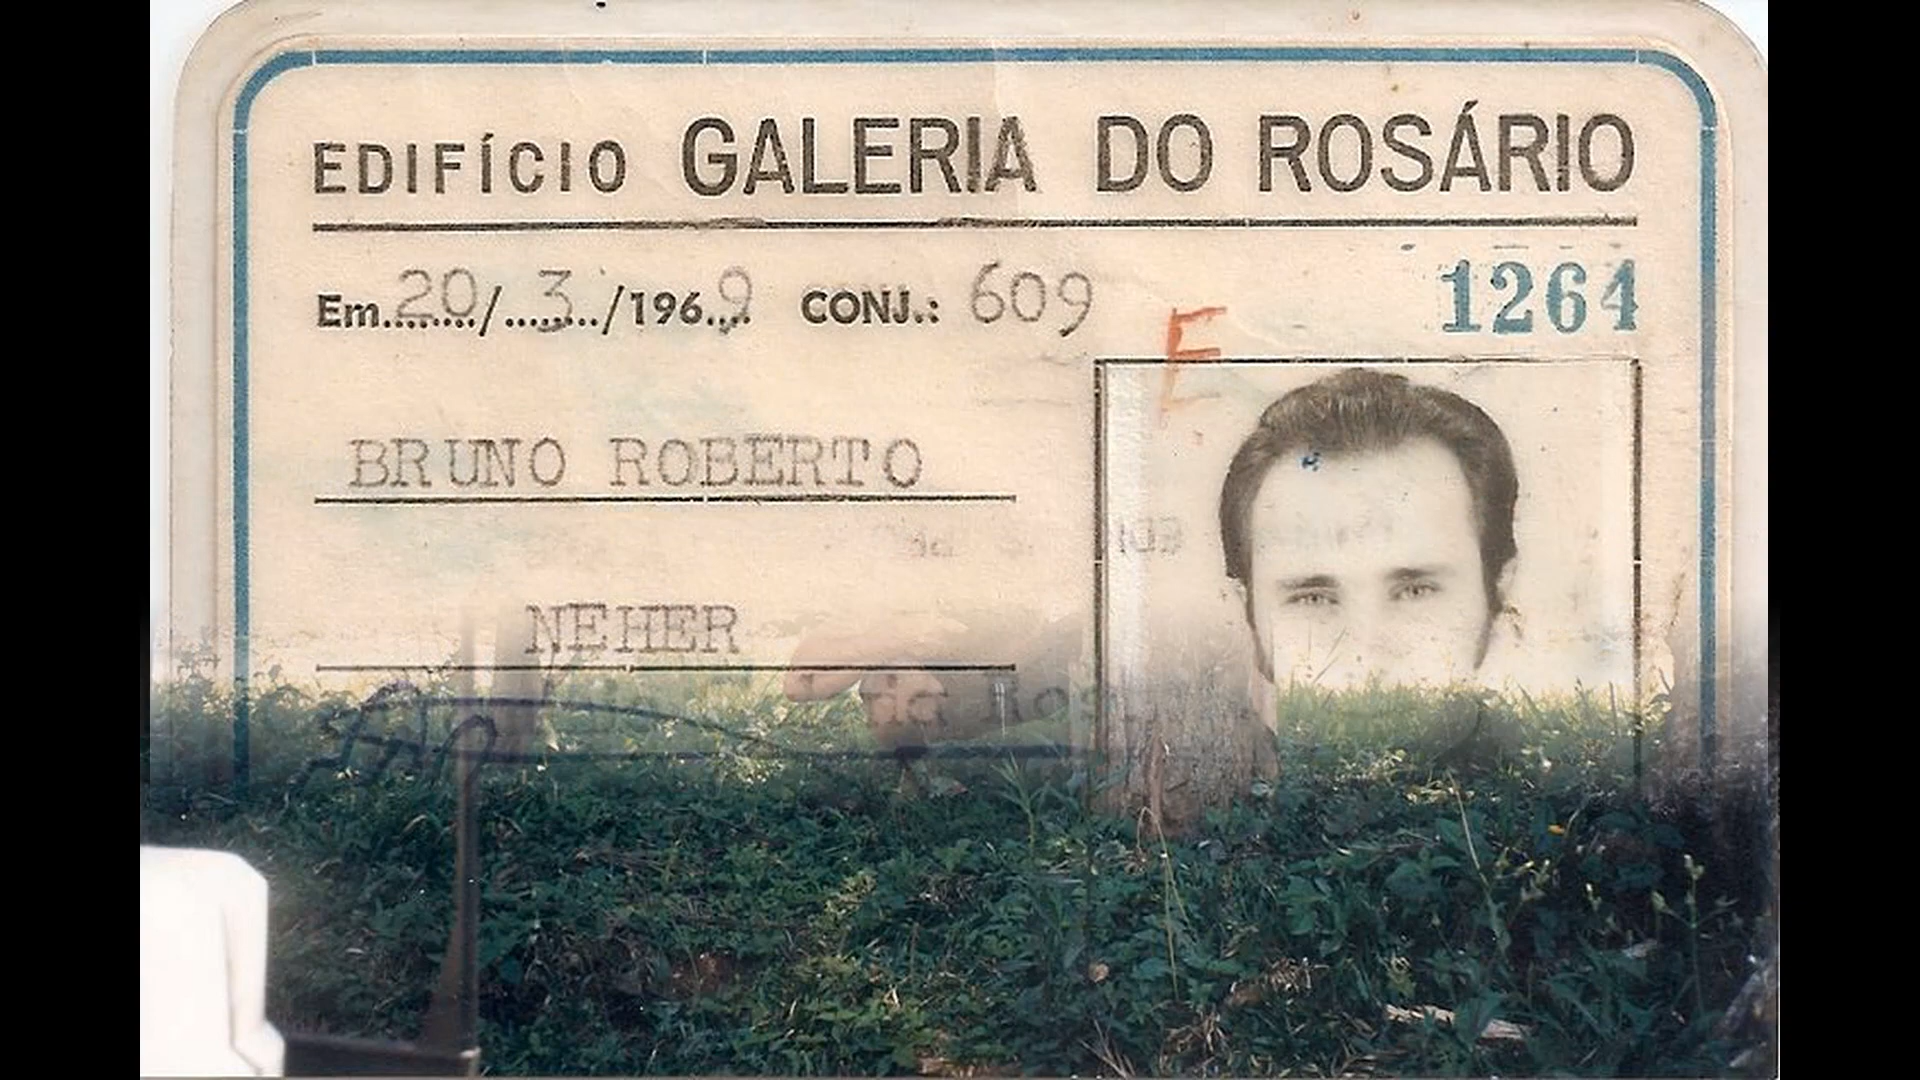 EDIFÍCIO GALERIA DO ROSÁRIO
Em 20/3/1969 CONJ.: 609
1264
F
BRUNO ROBERTO
NEHER